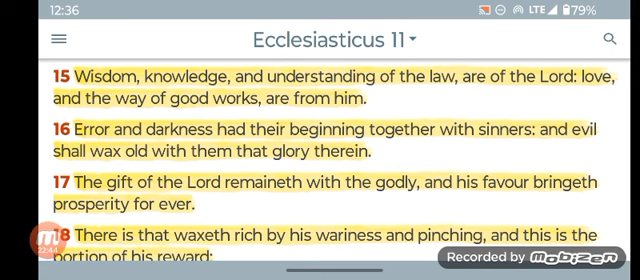 12:36
LTE 79%
Ecclesiasticus 11
15 Wisdom, knowledge, and understanding of the law, are of the Lord: love,
and the way of good works, are from him.
16 Error and darkness had their beginning together with sinners: and evil
shall wax old with them that glory therein.
17 The gift of the Lord remaineth with the godly, and his favour bringeth
prosperity for ever.
18 There is that waxeth rich by his wariness and pinching, and this is the
portion of his reward:
22:44
Recorded by Mobizen